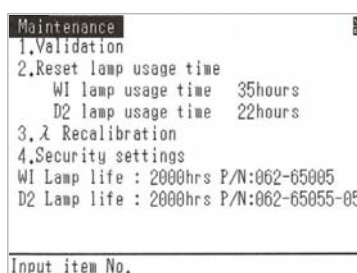 Maintenance
1.Validation
2.Reset lamp usage time
WI lamp usage time 35hours
D2 lamp usage time 22hours
3.λ Recalibration
4.Security settings
WI Lamp life : 2000hrs P/N:062-65005
D2 Lamp life : 2000hrs P/N:062-65055-05
Input item No.